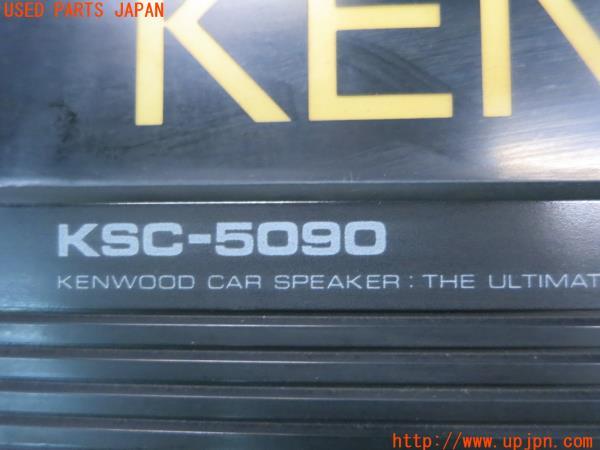 USED PARTS JAPAN
KEN
KSC-5090
KENWOOD CAR SPEAKER : THE ULTIMAT
http://www.upjpn.com/